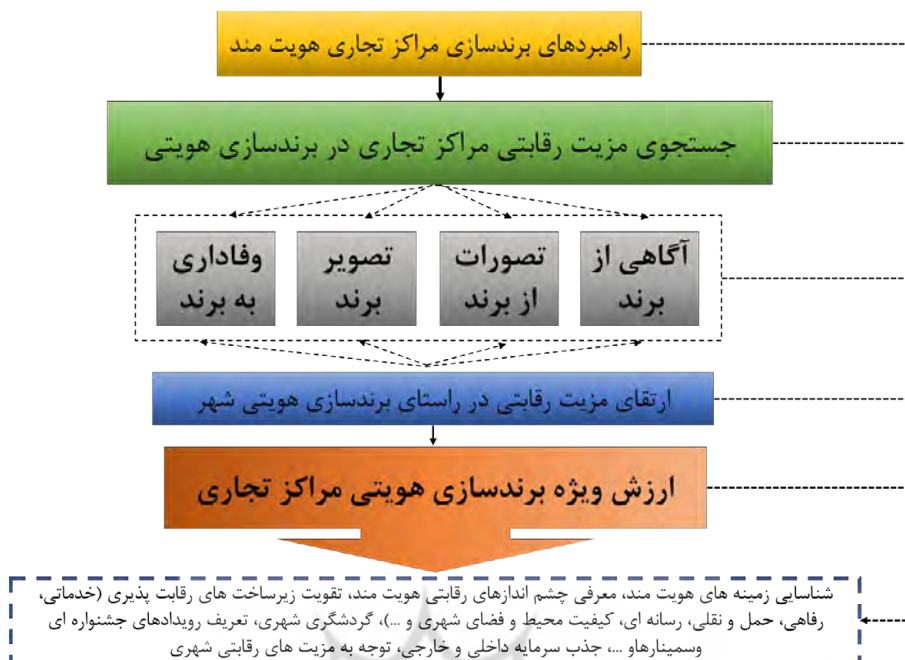 راهبردهای برندسازی مراکز تجاری هویت مند
جستجوی مزیت رقابتی مراکز تجاری در برندسازی هویتی
آگاهی از
برند
تصورات
از برند
تصویر
برند
وفاداری
به برند
ارتقای مزیت رقابتی در راستای برندسازی هویتی شهر
ارزش ویژه برندسازی هویتی مراکز تجاری
شناسایی زمینه های هویت مند، معرفی چشم اندازهای رقابتی هویت مند، تقویت زیرساخت های رقابت پذیری (خدماتی،
رفاهی، حمل و نقلی، رسانه ای، کیفیت محیط و فضای شهری و ...)، گردشگری شهری، تعریف رویدادهای جشنواره ای
وسمینارهاو ...، جذب سرمایه داخلی و خارجی، توجه به مزیت های رقابتی شهری